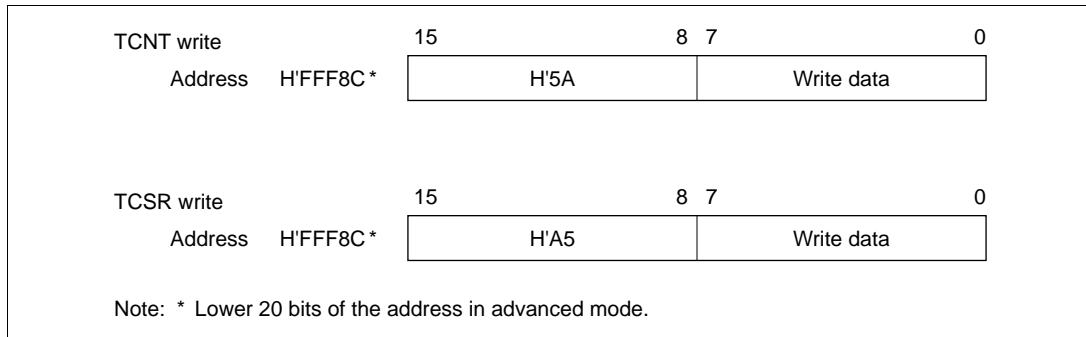 TCNT write 15 8 7 0
Address H'FFF8C * H'5A Write data
TCSR write 15 8 7 0
Address H'FFF8C * H'A5 Write data
Note: * Lower 20 bits of the address in advanced mode.